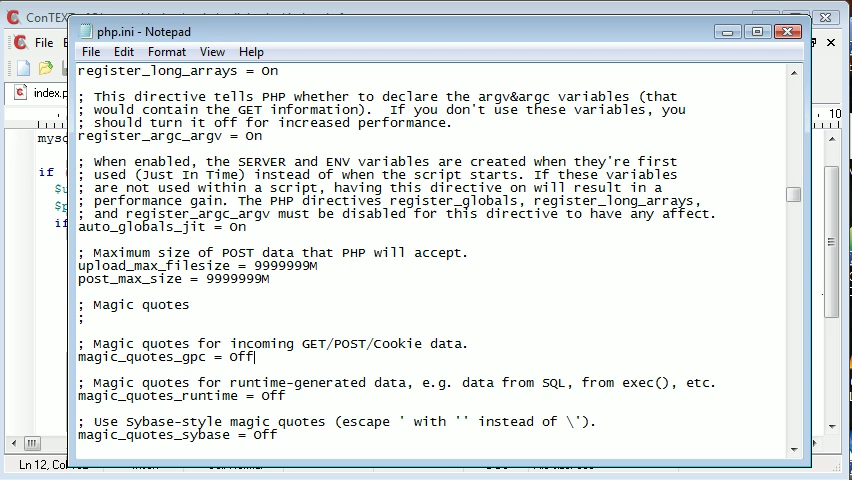 ConTEXT
php.ini - Notepad
File
File Edit Format View Help
index.p
10
mysc
if (
$u
$p
if
register_long_arrays = On
; This directive tells PHP whether to declare the argv&argc variables (that
; would contain the GET information).  If you don't use these variables, you
; should turn it off for increased performance.
register_argc_argv = On
; When enabled, the SERVER and ENV variables are created when they're first
; used (Just In Time) instead of when the script starts. If these variables
; are not used within a script, having this directive on will result in a
; performance gain. The PHP directives register_globals, register_long_arrays,
; and register_argc_argv must be disabled for this directive to have any affect.
auto_globals_jit = On
; Maximum size of POST data that PHP will accept.
upload_max_filesize = 9999999M
post_max_size = 9999999M
; Magic quotes
;
; Magic quotes for incoming GET/POST/Cookie data.
magic_quotes_gpc = Off
; Magic quotes for runtime-generated data, e.g. data from SQL, from exec(), etc.
magic_quotes_runtime = Off
; Use Sybase-style magic quotes (escape ' with '' instead of \').
magic_quotes_sybase = Off
Ln 12, Col